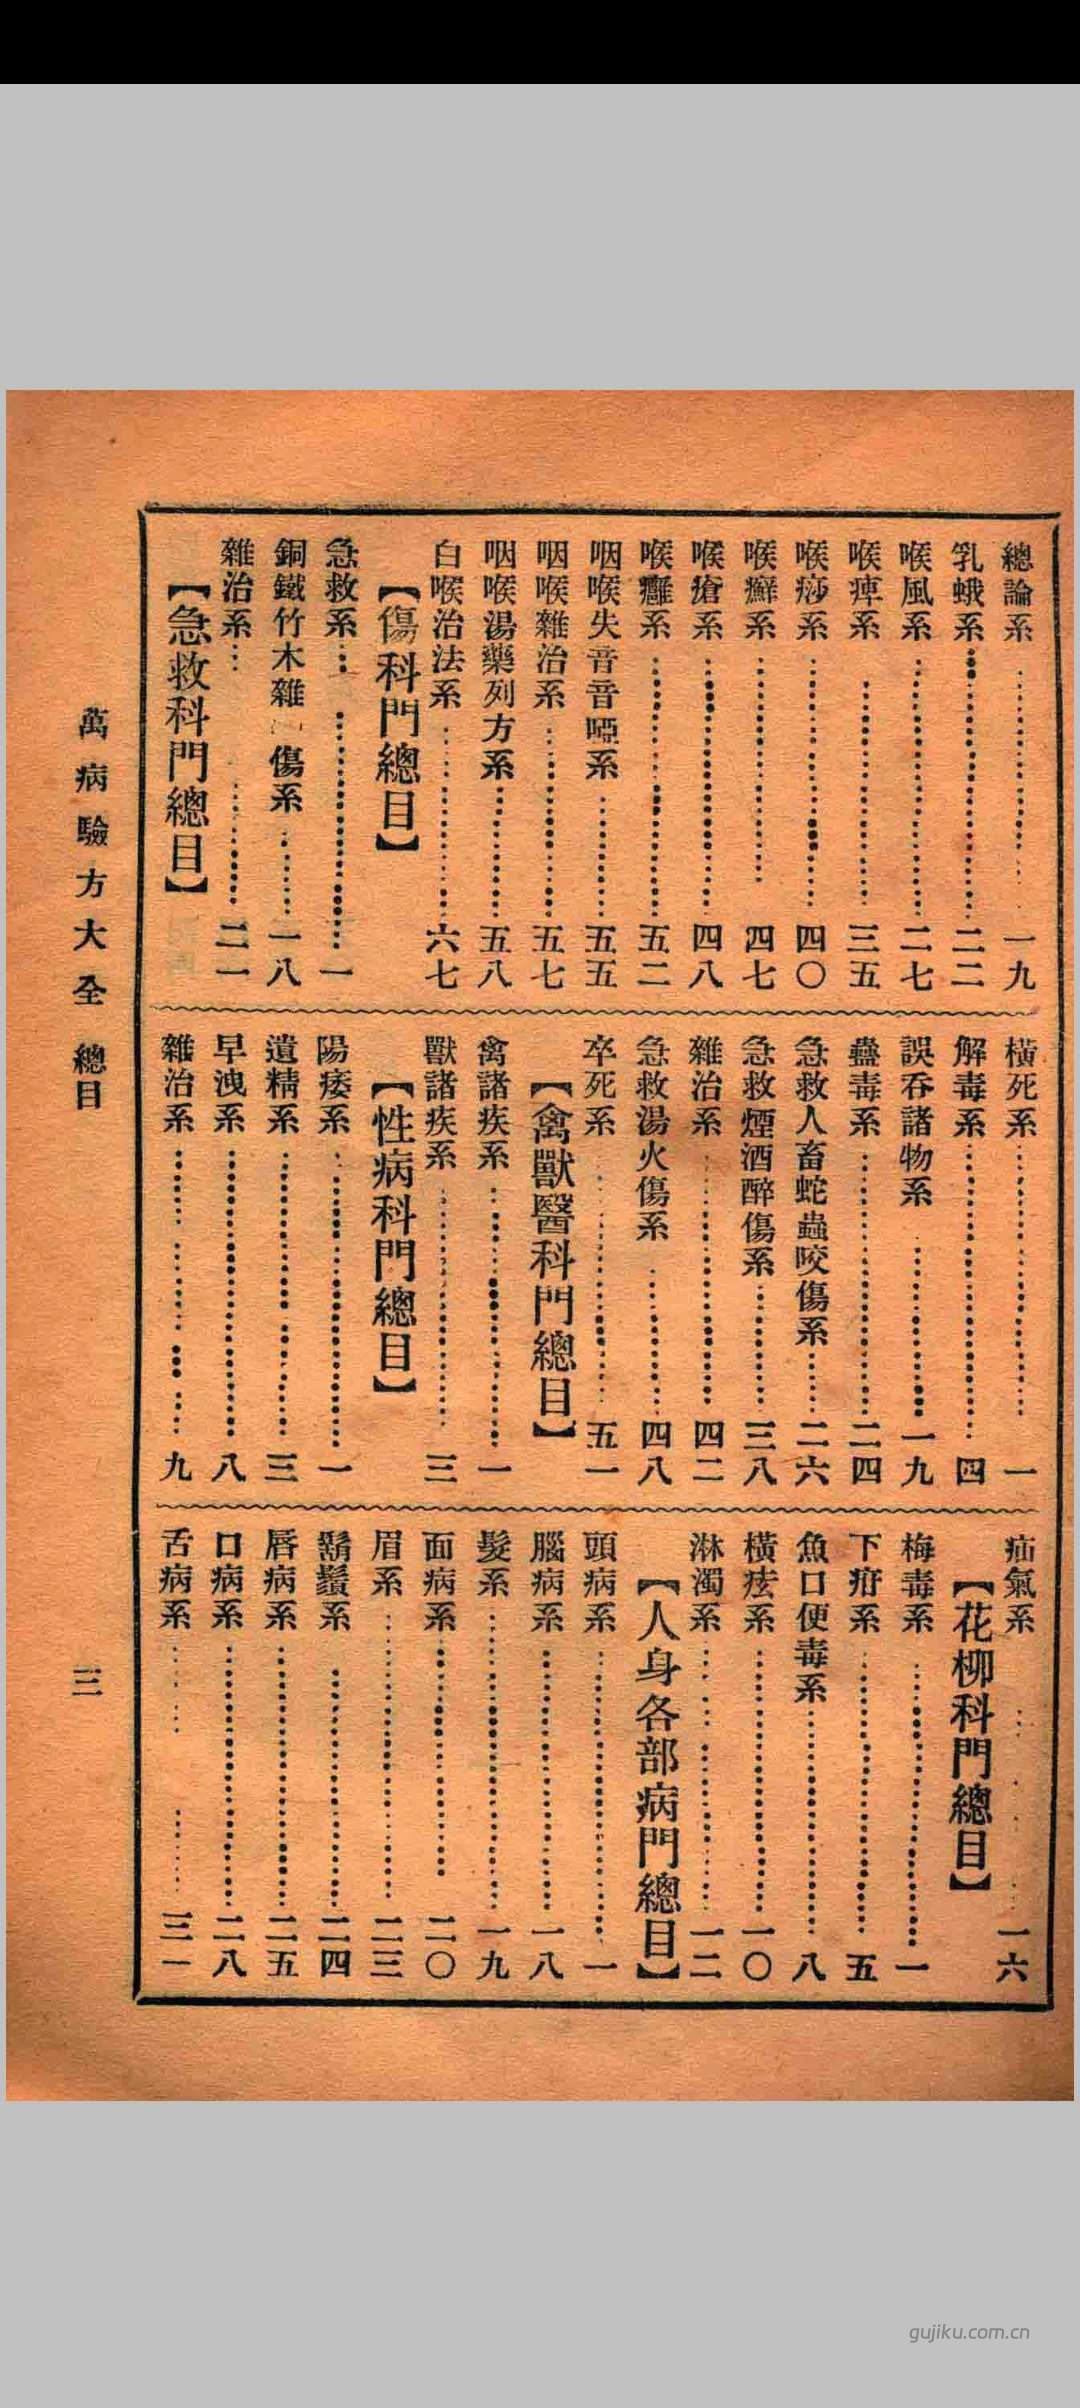 總論系 一九
乳蛾系 二二
喉風系 二七
喉痺系 三五
喉痧系 四〇
喉癬系 四七
喉瘡系 四八
喉癰系 五二
咽喉失音音啞系 五五
咽喉雜治系 五七
咽喉湯藥列方系 五八
白喉治法系 六七
【傷科門總目】
急救系 一
銅鐵竹木雜傷系 一八
雜治系 二一
【急救科門總目】
橫死系 一
解毒系 四
誤吞諸物系 一九
蠱毒系 二四
急救人畜蛇蟲咬傷系 二六
急救煙酒醉傷系 三八
雜治系 四二
急救湯火傷系 四八
卒死系 五一
【禽獸醫科門總目】
禽諸疾系 一
獸諸疾系 三
【性病科門總目】
陽痿系 一
遺精系 三
早洩系 八
雜治系 九
疝氣系 一六
【花柳科門總目】
梅毒系 一
下疳系 五
魚口便毒系 八
橫痃系 一〇
淋濁系 一二
【人身各部病門總目】
頭病系 一
腦病系 一八
髮系 一九
面病系 二〇
眉系 二三
鬍鬚系 二四
唇病系 二五
口病系 二八
舌病系 三一
萬病驗方大全 總目
三
gujiku.com.cn